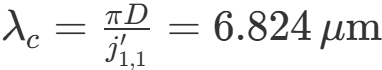 λ_c = πD / j′_{1,1} = 6.824 μm